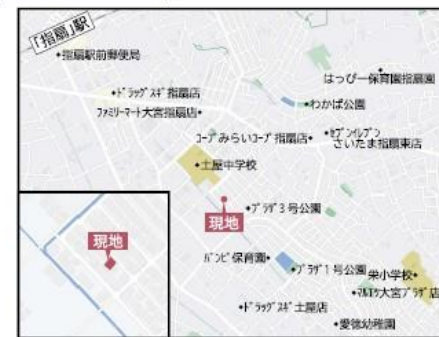 「指扇」駅
指扇駅前郵便局
はっぴー保育園指扇園
ドラッグスギ指扇店
わかば公園
ファミリーマート大宮指扇店
コープみらいコープ指扇店
セブンイレブン
さいたま指扇東店
土屋中学校
現地
プラザ3号公園
現地
バンビ保育園
プラザ1号公園
栄小学校
マルエツ大宮プラザ店
ドラッグスギ土屋店
愛徳幼稚園